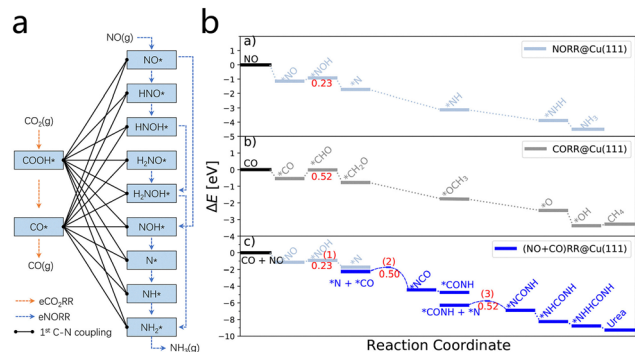 a
NO(g)
NO*
HNO*
HNOH*
CO₂(g)
COOH*
H₂NO*
H₂NOH*
CO*
NOH*
N*
CO(g)
NH*
NH₂*
NH₃(g)
eCO₂RR
eNORR
1ˢᵗ C-N coupling
b
a)
NORR@Cu(111)
NO
*NO
*NOH
0.23
*N
*NH
*NHH
NH₃
0
−1
−2
−3
−4
−5
b)
CORR@Cu(111)
CO
*CO
*CHO
0.52
*CH₂O
*OCH₃
*O
*OH
CH₄
2
1
0
−1
−2
−3
−4
ΔE [eV]
c)
(NO+CO)RR@Cu(111)
CO + NO
*NO
*NOH
(1)
0.23
*N
*N + *CO
(2)
0.50
*NCO
*CONH
*CONH + *N
(3)
0.52
*NCONH
*NHCONH
*NHHCONH
Urea
0
−2
−4
−6
−8
−10
Reaction Coordinate